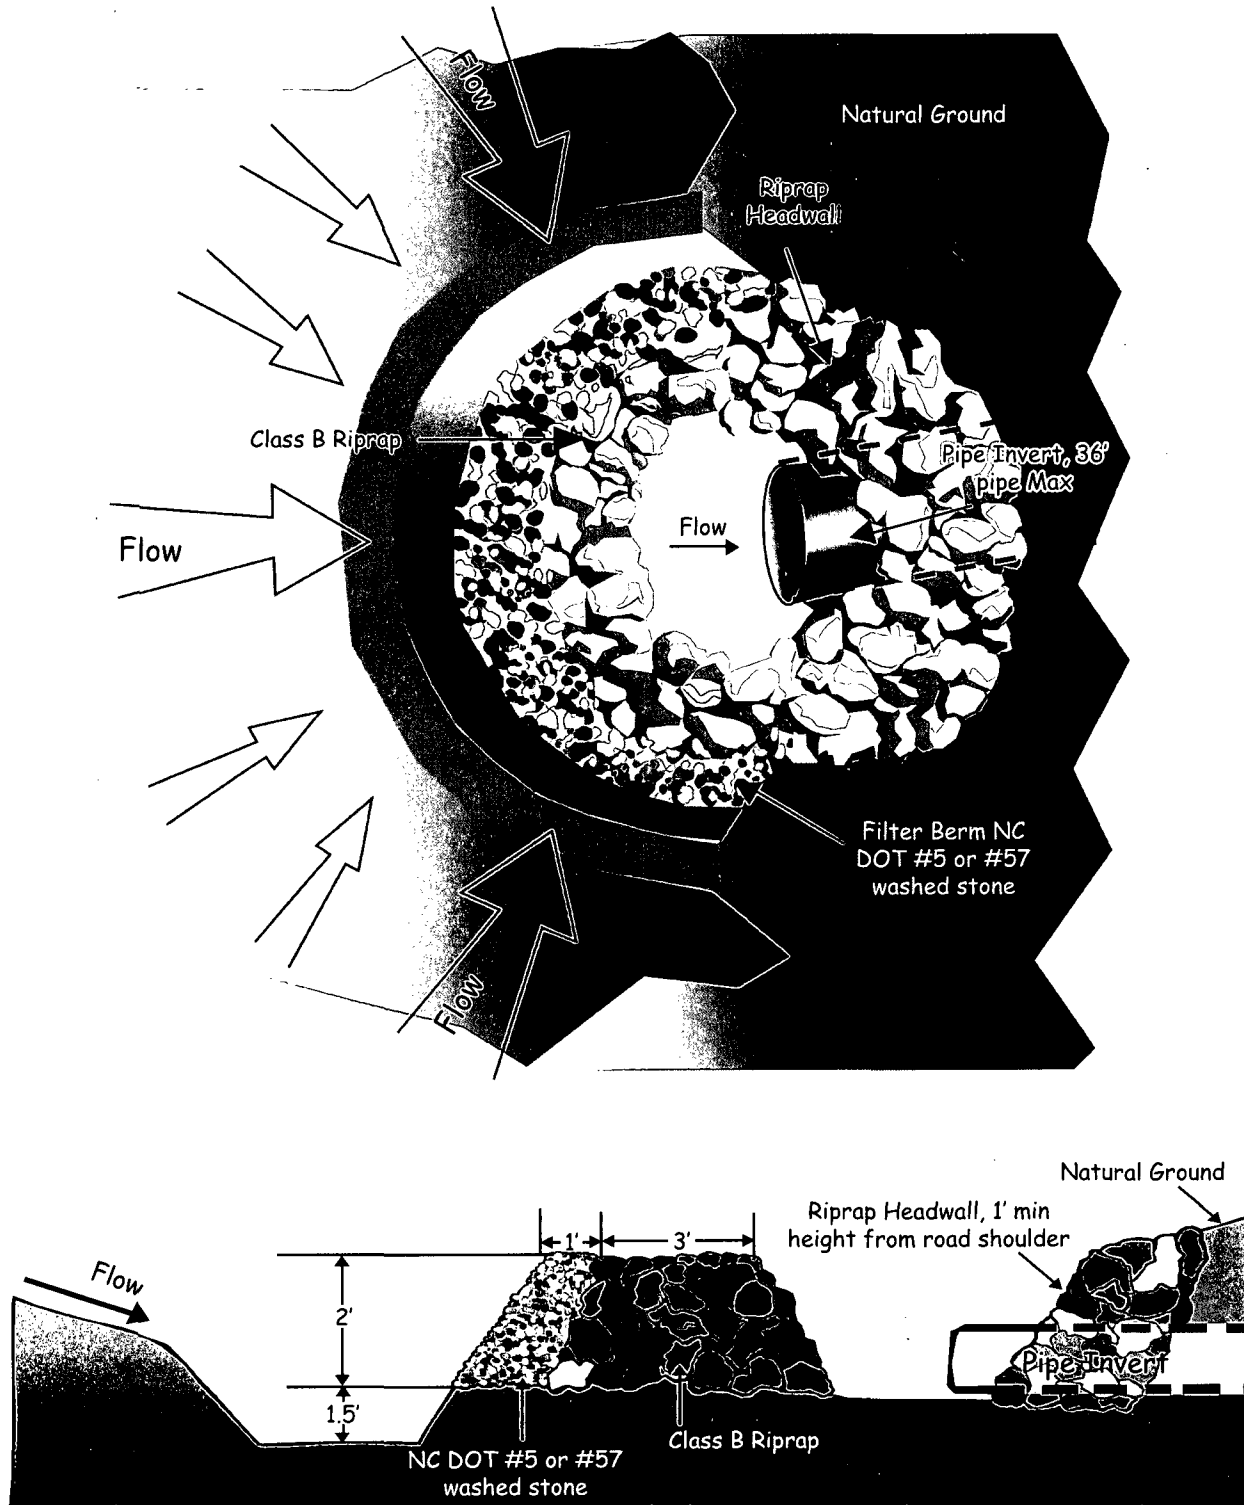 Flow
Natural Ground
Riprap
Headwall
Class B Riprap
Pipe Invert, 36'
pipe Max
Flow
Flow
Filter Berm NC
DOT #5 or #57
washed stone
Flow
Natural Ground
Riprap Headwall, 1' min
height from road shoulder
1'
3'
Flow
2'
Pipe Invert
1.5'
Class B Riprap
NC DOT #5 or #57
washed stone